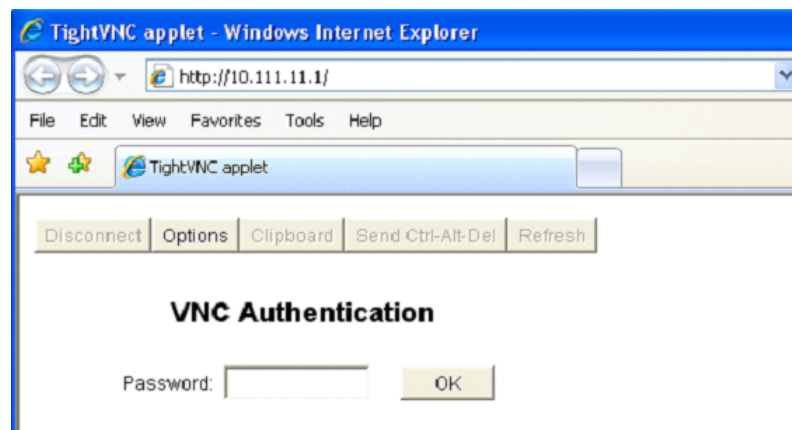 TightVNC applet - Windows Internet Explorer
http://10.111.11.1/
File Edit View Favorites Tools Help
TightVNC applet
Disconnect Options Clipboard Send Ctrl-Alt-Del Refresh
VNC Authentication
Password: OK